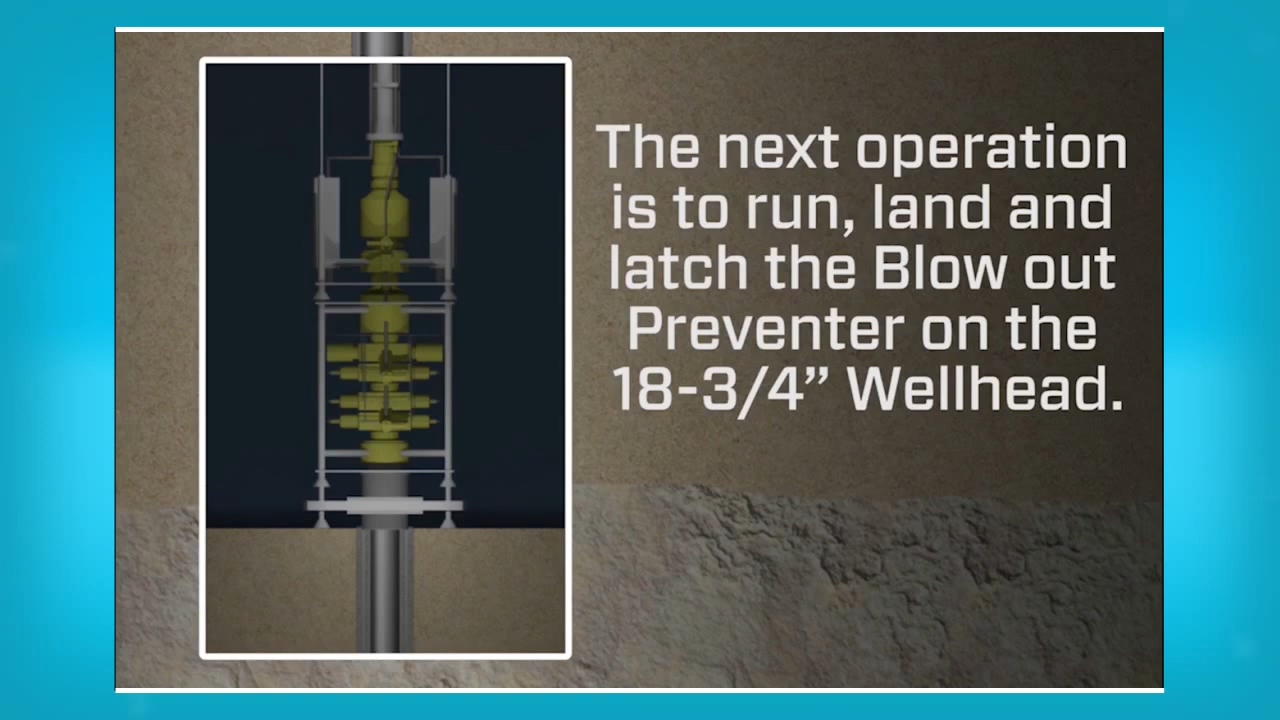 The next operation
is to run, land and
latch the Blow out
Preventer on the
18-3/4” Wellhead.